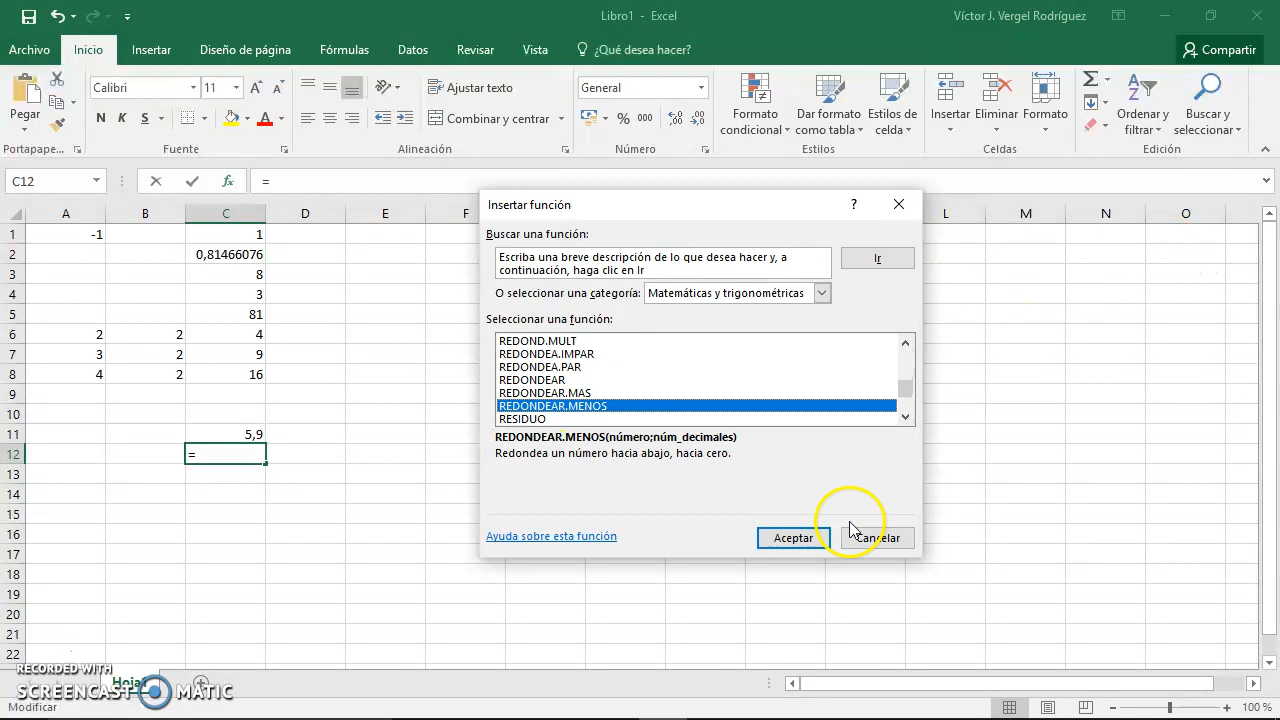 Libro1 - Excel
Víctor J. Vergel Rodríguez
Archivo Inicio Insertar Diseño de página Fórmulas Datos Revisar Vista ¿Qué desea hacer? Compartir
Pegar
Calibri 11
N K S
Ajustar texto
Combinar y centrar
General
% 000
Formato condicional
Dar formato como tabla
Estilos de celda
Insertar Eliminar Formato
Ordenar y filtrar
Buscar y seleccionar
Portapape... Fuente Alineación Número Estilos Celdas Edición
C12 fx =
A B C D E F L M N O
1 -1 1
2 0,81466076
3 8
4 3
5 81
6 2 2 4
7 3 2 9
8 4 2 16
9
10
11 5,9
12 =
13
14
15
16
17
18
19
20
21
22
Insertar función ?
Buscar una función:
Escriba una breve descripción de lo que desea hacer y, a
continuación, haga clic en Ir
Ir
O seleccionar una categoría: Matemáticas y trigonométricas
Seleccionar una función:
REDOND.MULT
REDONDEA.IMPAR
REDONDEA.PAR
REDONDEAR
REDONDEAR.MAS
REDONDEAR.MENOS
RESIDUO
REDONDEAR.MENOS(número;núm_decimales)
Redondea un número hacia abajo, hacia cero.
Ayuda sobre esta función
Aceptar Cancelar
RECORDED WITH
SCREENCAST MATIC
Modificar
100 %